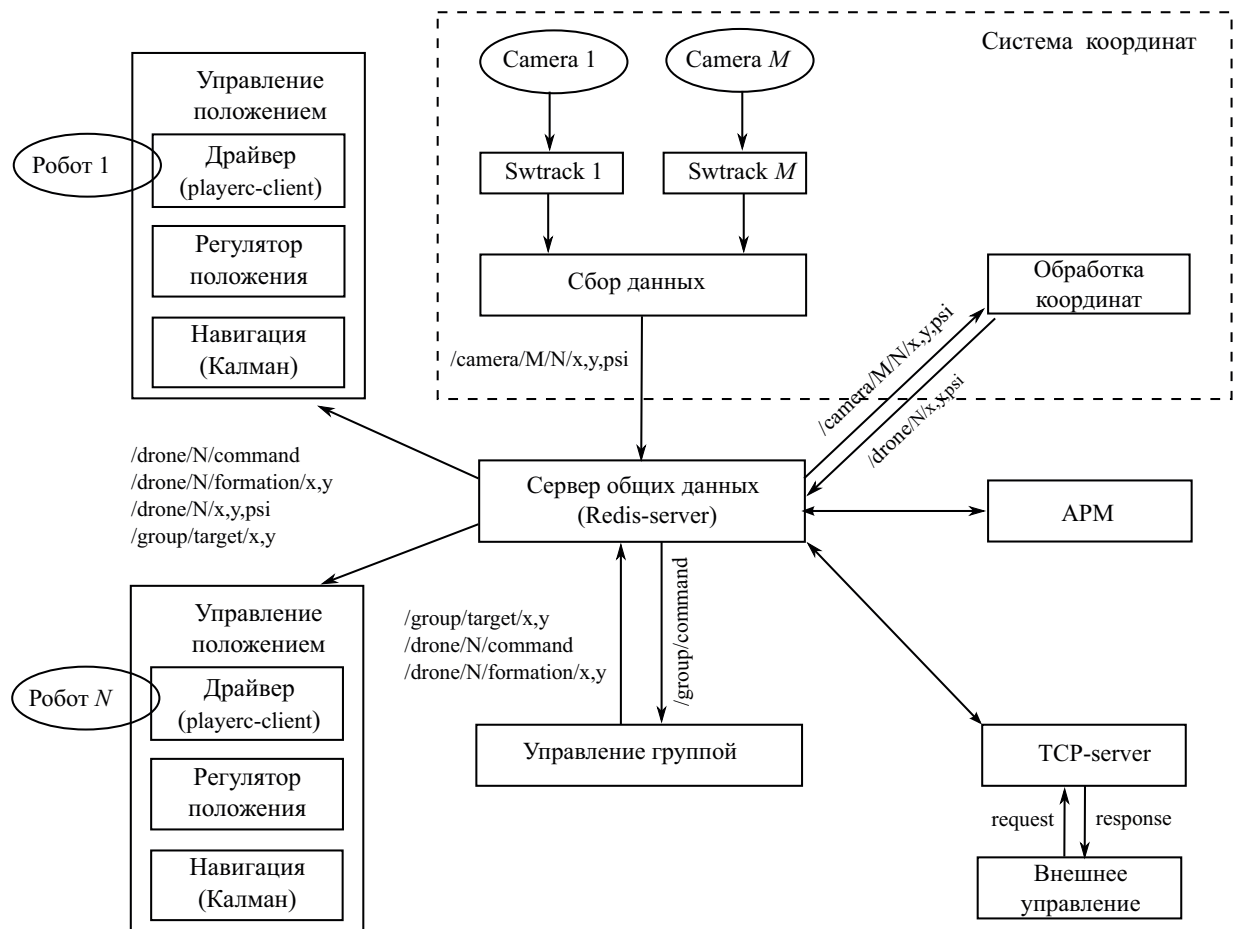 Управление
положением
Робот 1
Драйвер
(playerc-client)
Регулятор
положения
Навигация
(Калман)
Система координат
Camera 1
Camera M
Swtrack 1
Swtrack M
Сбор данных
Обработка
координат
/camera/M/N/x,y,psi
/camera/M/N/x,y,psi
/drone/N/x,y,psi
/drone/N/command
/drone/N/formation/x,y
/drone/N/x,y,psi
/group/target/x,y
Сервер общих данных
(Redis-server)
АРМ
Управление
положением
Робот N
Драйвер
(playerc-client)
Регулятор
положения
Навигация
(Калман)
/group/target/x,y
/drone/N/command
/drone/N/formation/x,y
/group/command
Управление группой
TCP-server
request
response
Внешнее
управление